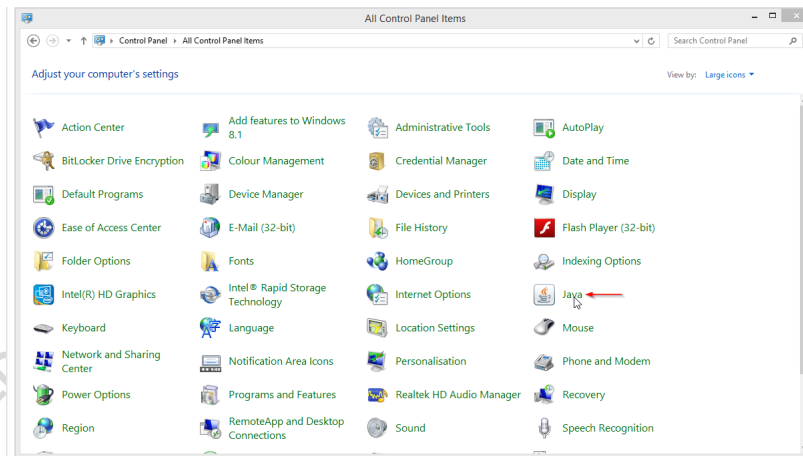 All Control Panel Items
Control Panel All Control Panel Items
Search Control Panel
Adjust your computer's settings
View by: Large icons
Action Center
Add features to Windows
8.1
Administrative Tools
AutoPlay
BitLocker Drive Encryption
Colour Management
Credential Manager
Date and Time
Default Programs
Device Manager
Devices and Printers
Display
Ease of Access Center
E-Mail (32-bit)
File History
Flash Player (32-bit)
Folder Options
Fonts
HomeGroup
Indexing Options
Intel(R) HD Graphics
Intel® Rapid Storage
Technology
Internet Options
Java
Keyboard
Language
Location Settings
Mouse
Network and Sharing
Center
Notification Area Icons
Personalisation
Phone and Modem
Power Options
Programs and Features
Realtek HD Audio Manager
Recovery
Region
RemoteApp and Desktop
Connections
Sound
Speech Recognition